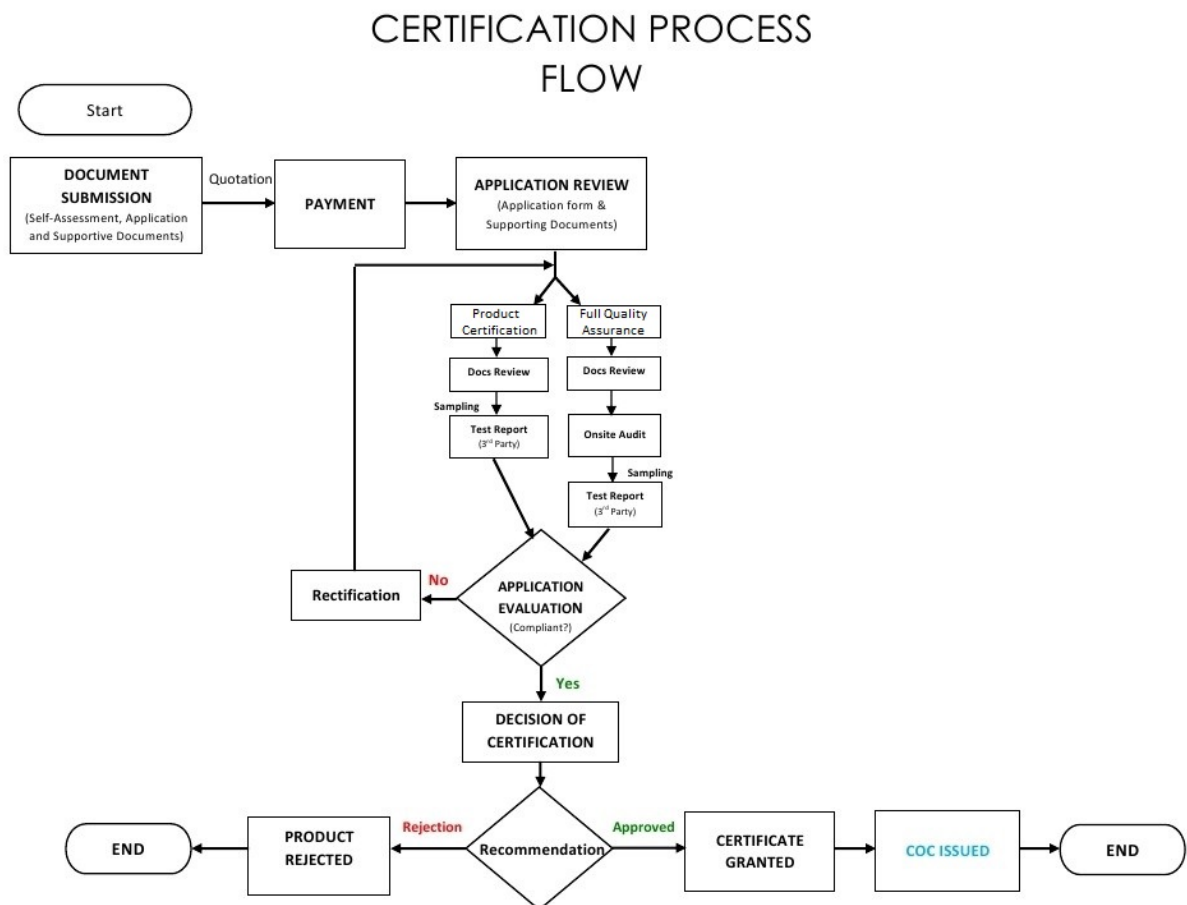 CERTIFICATION PROCESS
FLOW
Start
DOCUMENT
SUBMISSION
(Self-Assessment, Application
and Supportive Documents)
Quotation
PAYMENT
APPLICATION REVIEW
(Application form &
Supporting Documents)
Product
Certification
Full Quality
Assurance
Docs Review
Docs Review
Sampling
Test Report
(3rd Party)
Onsite Audit
Sampling
Test Report
(3rd Party)
APPLICATION
EVALUATION
(Compliant?)
No
Rectification
Yes
DECISION OF
CERTIFICATION
Recommendation
Rejection
PRODUCT
REJECTED
END
Approved
CERTIFICATE
GRANTED
COC ISSUED
END